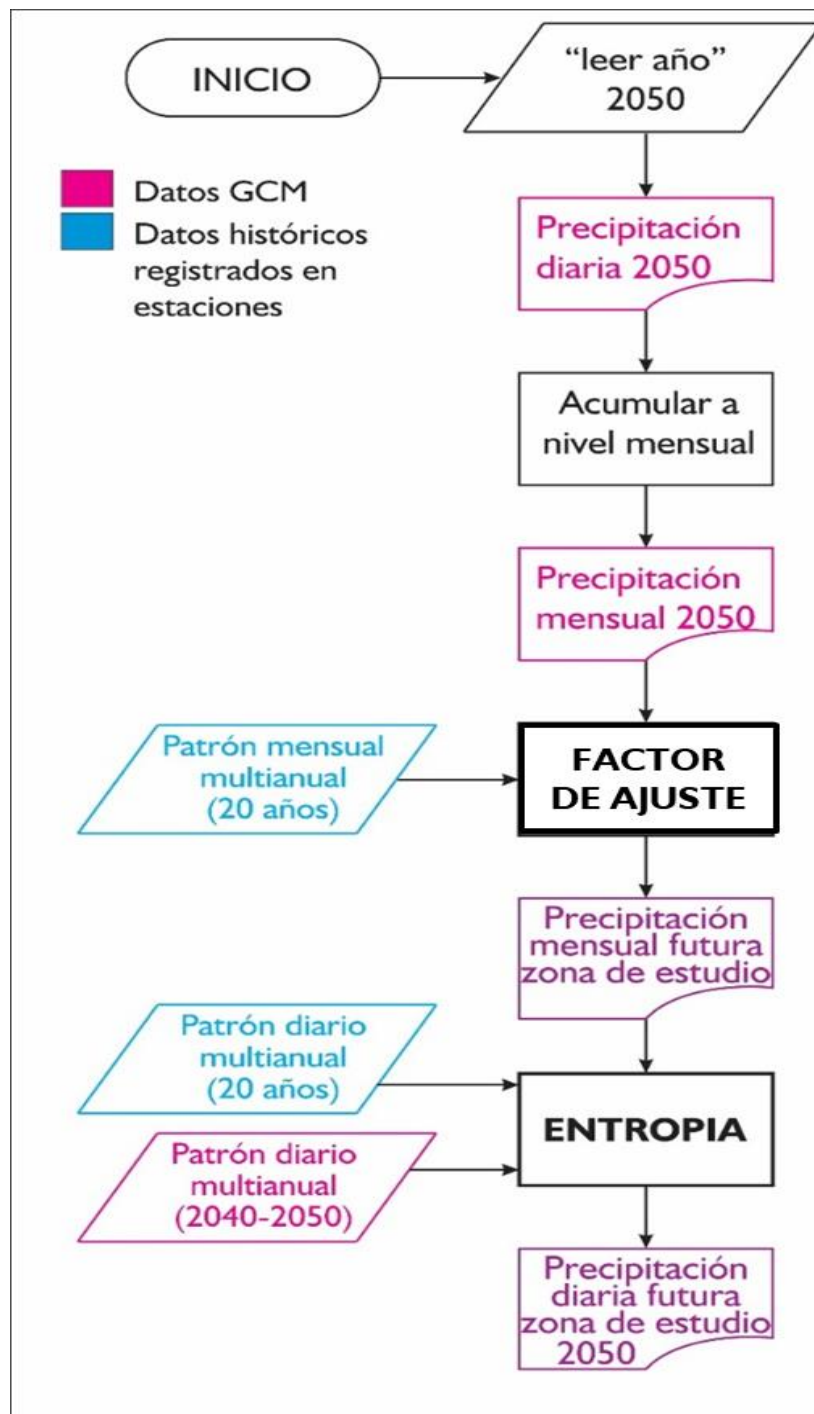 INICIO
“leer año”
2050
Datos GCM
Datos históricos
registrados en
estaciones
Precipitación
diaria 2050
Acumular a
nivel mensual
Precipitación
mensual 2050
Patrón mensual
multianual
(20 años)
FACTOR
DE AJUSTE
Precipitación
mensual futura
zona de estudio
Patrón diario
multianual
(20 años)
ENTROPIA
Patrón diario
multianual
(2040-2050)
Precipitación
diaria futura
zona de estudio
2050